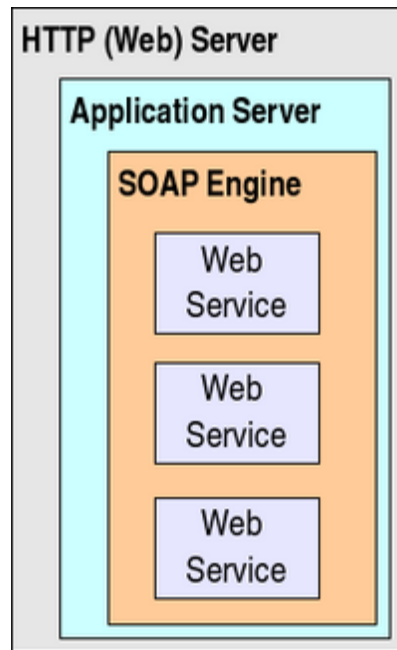 HTTP (Web) Server
Application Server
SOAP Engine
Web
Service
Web
Service
Web
Service